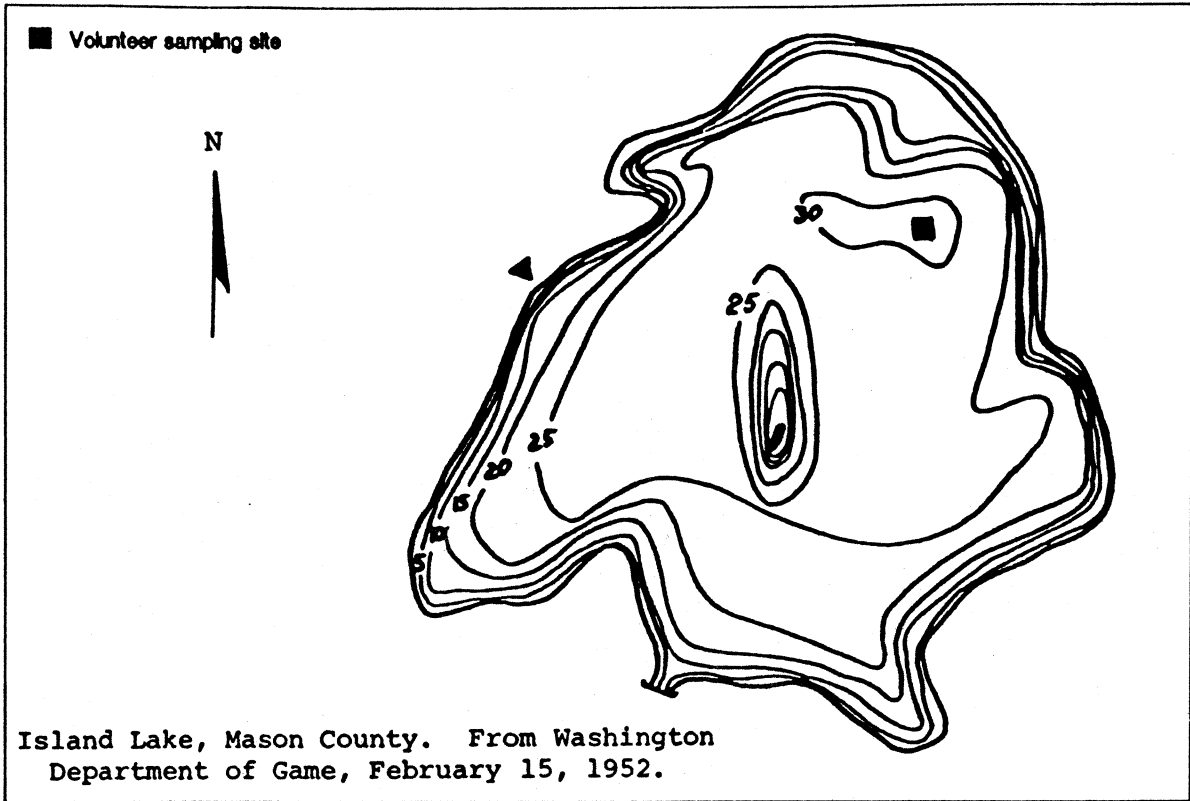 Volunteer sampling site
N
30
25
25
20
15
10
5
Island Lake, Mason County. From Washington
Department of Game, February 15, 1952.